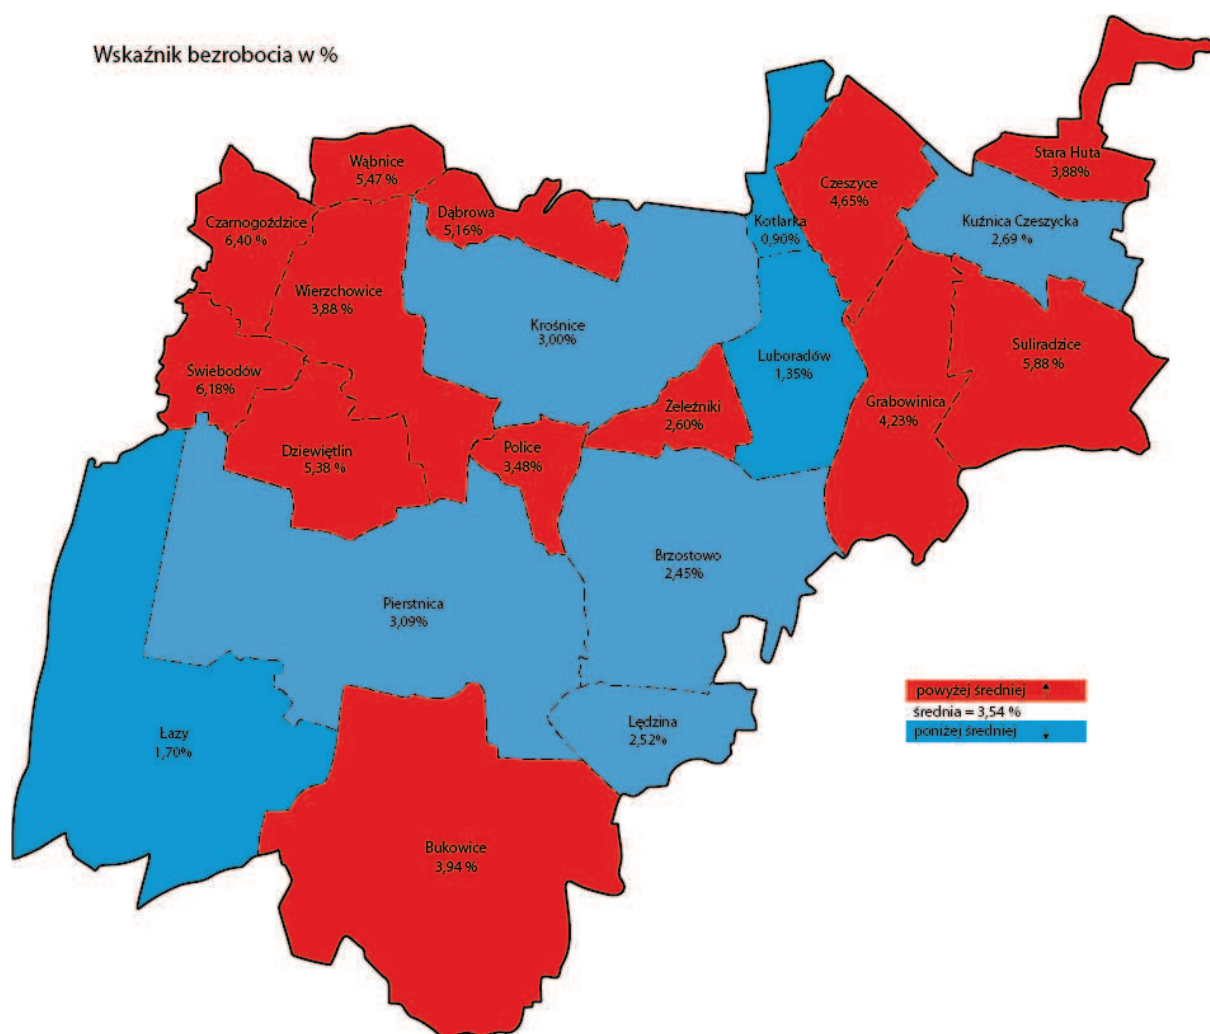 Wskaźnik bezrobocia w %
Wąbnice
5,47 %
Stara Huta
3,88%
Czeszyce
4,65%
Czarnogoździce
6,40 %
Dąbrowa
5,16%
Kotlarka
0,90%
Kuźnica Czeszycka
2,69 %
Wierzchowice
3,88 %
Krośnice
3,00%
Luboradów
1,35%
Suliradzice
5,88 %
Świebodów
6,18%
Żeleźniki
2,60%
Grabowinica
4,23%
Dziewiętlin
5,38 %
Police
3,48%
Brzostowo
2,45%
Pierstnica
3,09%
powyżej średniej
średnia = 3,54 %
poniżej średniej
Łazy
1,70%
Lędzina
2,52%
Bukowice
3,94 %